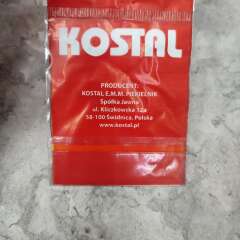 KOSTAL
PRODUCENT:
KOSTAL E.M.M. PIEKIELNIK
Spółka Jawna
ul. Kliczkowska 12a
58-100 Świdnica, Polska
www.kostal.pl